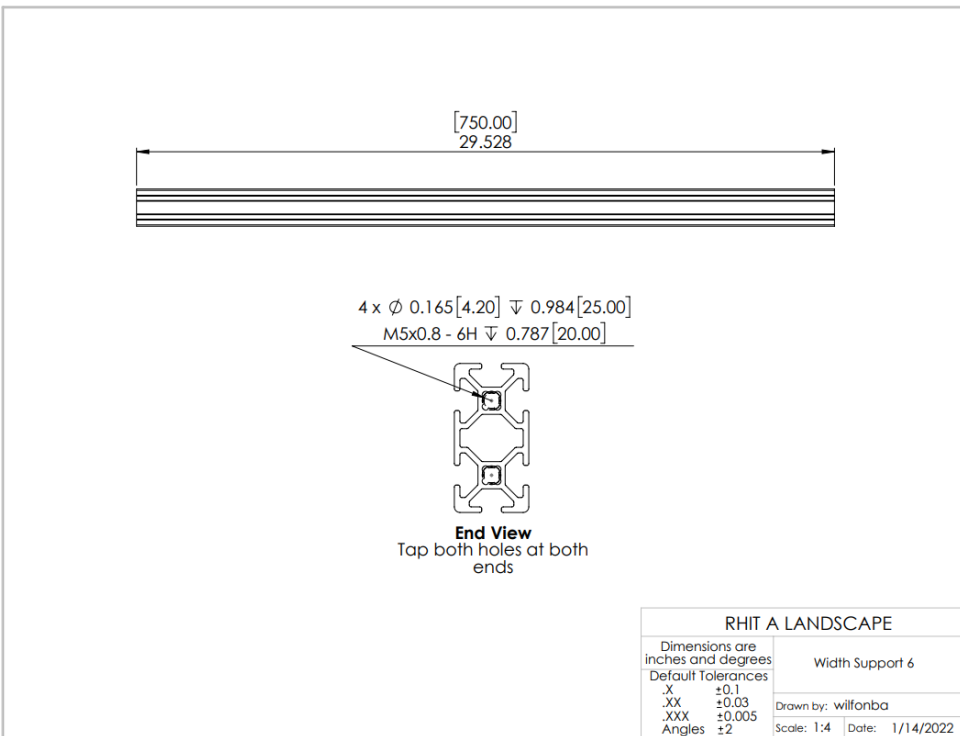 [750.00]
29.528
4 x ∅ 0.165[4.20] ↧ 0.984[25.00]
M5x0.8 - 6H ↧ 0.787[20.00]
End View
Tap both holes at both
ends
RHIT A LANDSCAPE
Dimensions are
inches and degrees
Width Support 6
Default Tolerances
.X ±0.1
.XX ±0.03
.XXX ±0.005
Angles ±2
Drawn by: wilfonba
Scale: 1:4 Date: 1/14/2022